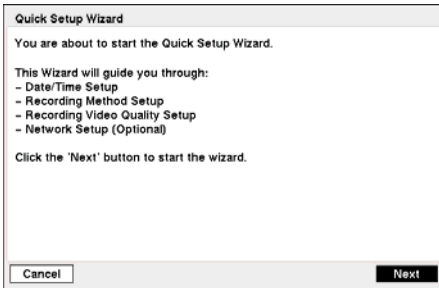 Quick Setup Wizard
You are about to start the Quick Setup Wizard.
This Wizard will guide you through:
– Date/Time Setup
– Recording Method Setup
– Recording Video Quality Setup
– Network Setup (Optional)
Click the 'Next' button to start the wizard.
Cancel
Next